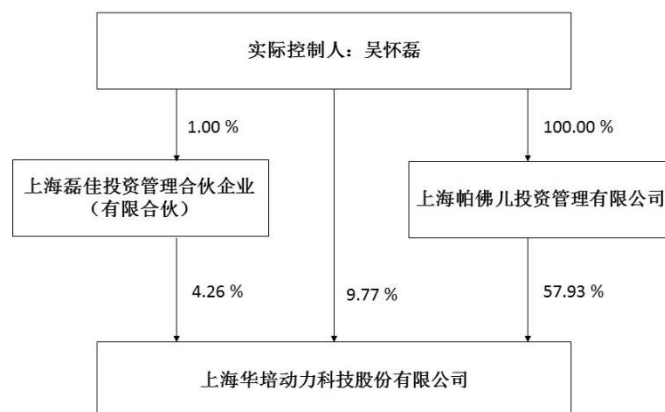 实际控制人：吴怀磊
1.00 %
100.00 %
上海磊佳投资管理合伙企业
（有限合伙）
上海帕佛儿投资管理有限公司
4.26 %
9.77 %
57.93 %
上海华培动力科技股份有限公司